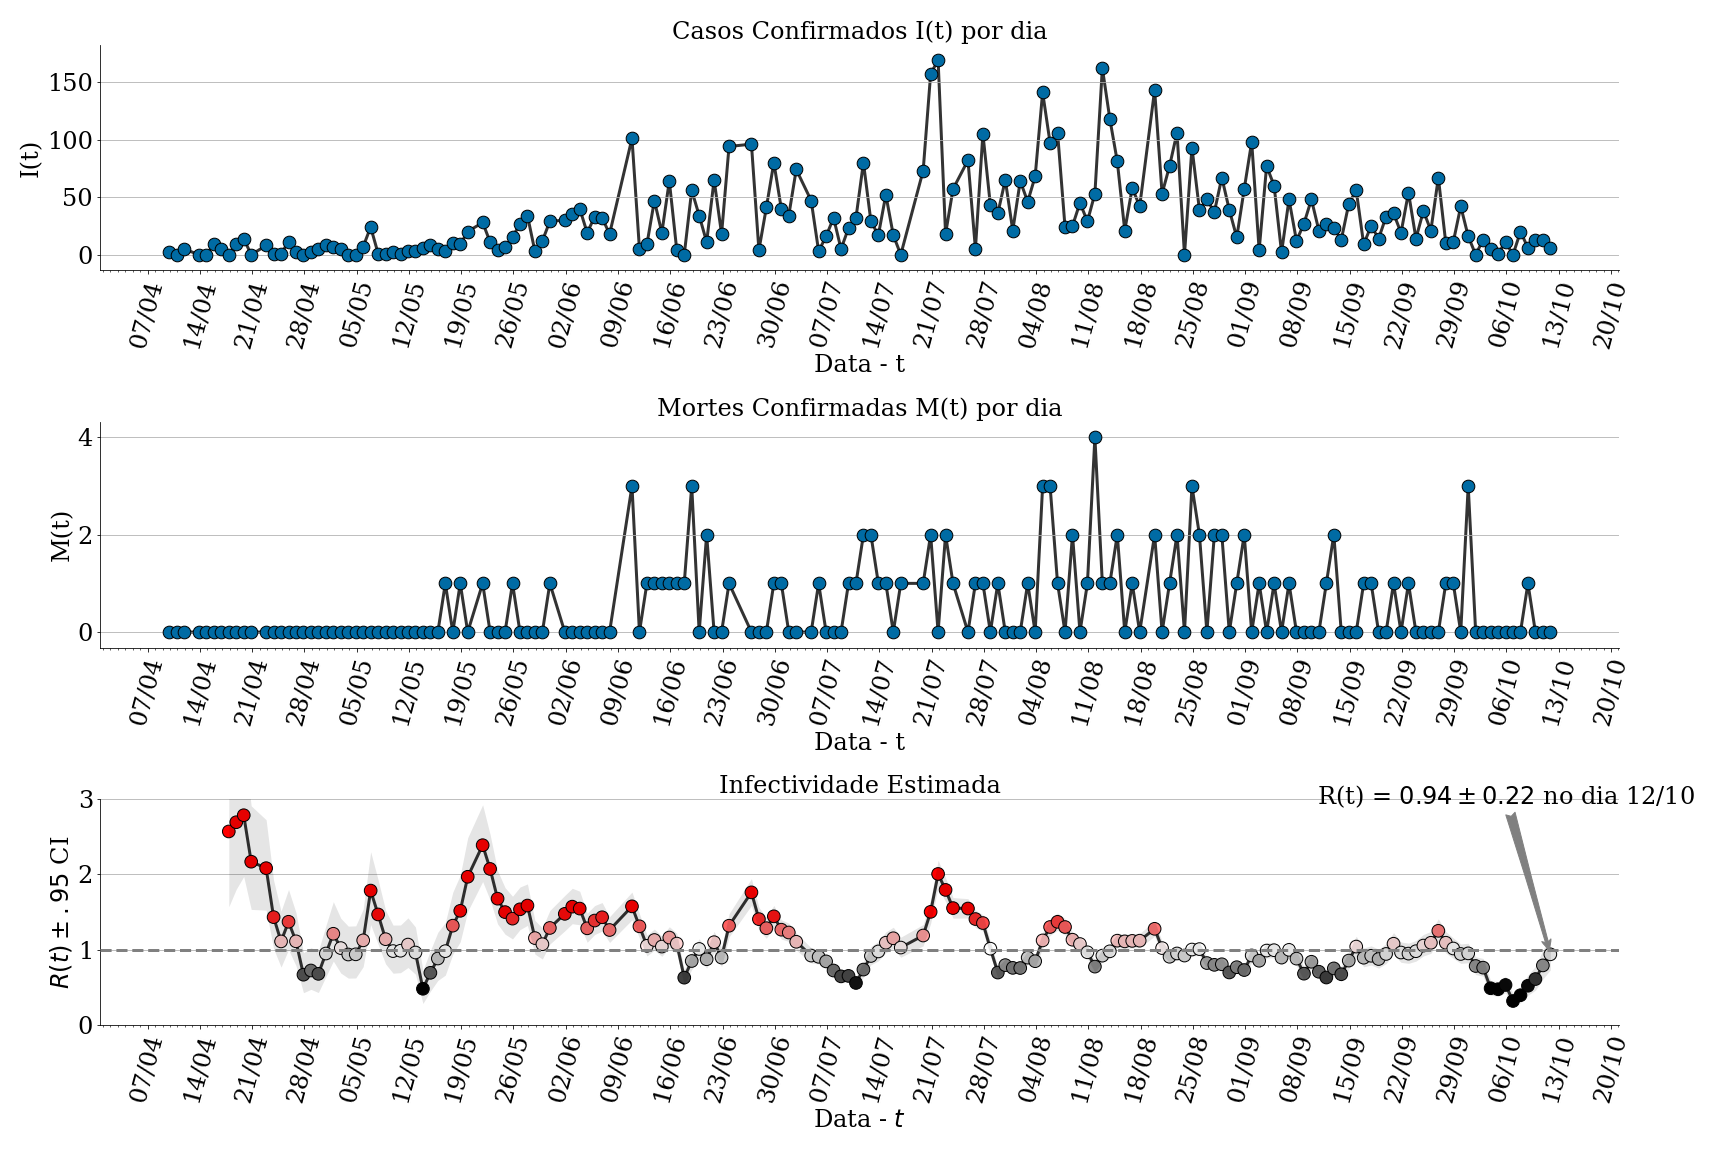 Casos Confirmados I(t) por dia
I(t)
150
100
50
0
07/04 14/04 21/04 28/04 05/05 12/05 19/05 26/05 02/06 09/06 16/06 23/06 30/06 07/07 14/07 21/07 28/07 04/08 11/08 18/08 25/08 01/09 08/09 15/09 22/09 29/09 06/10 13/10 20/10
Data - t
Mortes Confirmadas M(t) por dia
M(t)
4
2
0
07/04 14/04 21/04 28/04 05/05 12/05 19/05 26/05 02/06 09/06 16/06 23/06 30/06 07/07 14/07 21/07 28/07 04/08 11/08 18/08 25/08 01/09 08/09 15/09 22/09 29/09 06/10 13/10 20/10
Data - t
Infectividade Estimada
R(t) = 0.94 ± 0.22 no dia 12/10
R(t) ± .95 CI
3
2
1
0
07/04 14/04 21/04 28/04 05/05 12/05 19/05 26/05 02/06 09/06 16/06 23/06 30/06 07/07 14/07 21/07 28/07 04/08 11/08 18/08 25/08 01/09 08/09 15/09 22/09 29/09 06/10 13/10 20/10
Data - t